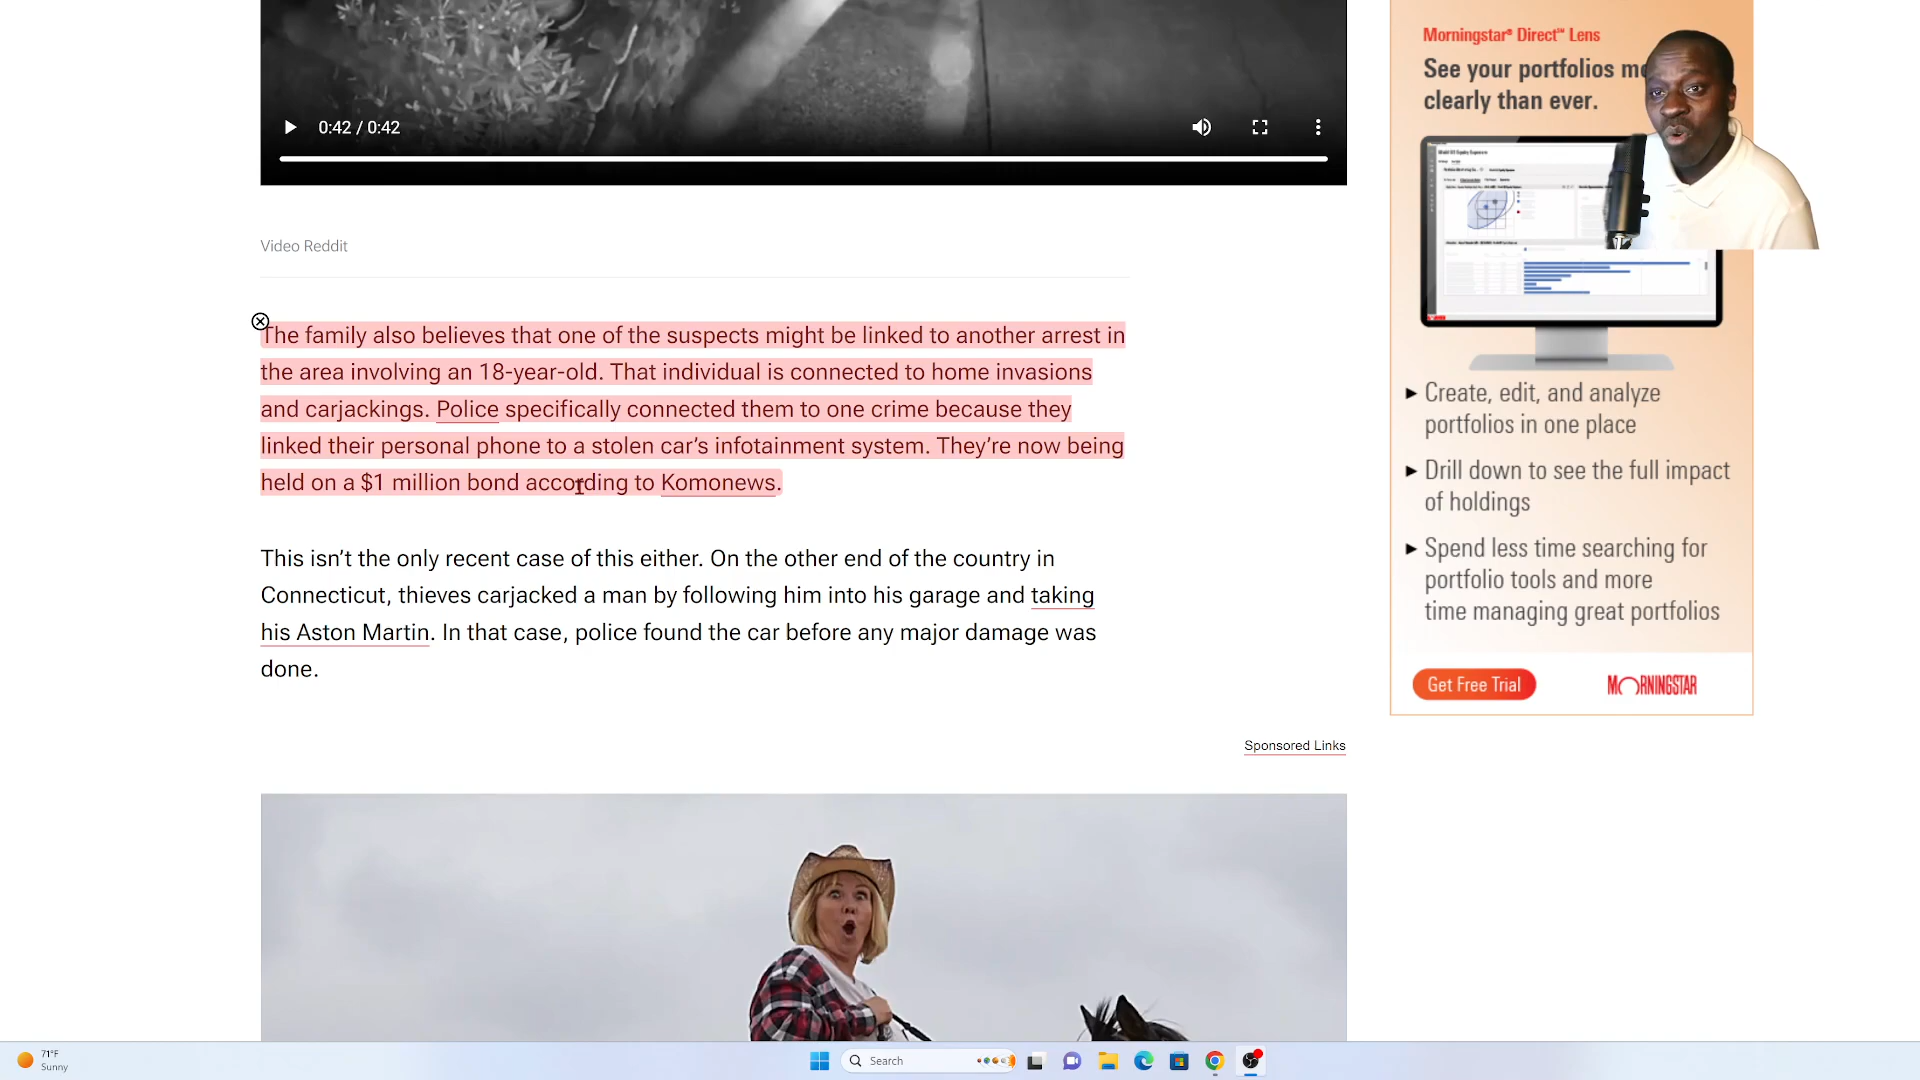 Morningstar® Direct℠ Lens
See your portfolios
clearly than ever.
0:42 / 0:42
Video Reddit
The family also believes that one of the suspects might be linked to another arrest in
the area involving an 18-year-old. That individual is connected to home invasions
and carjackings. Police specifically connected them to one crime because they
linked their personal phone to a stolen car’s infotainment system. They’re now being
held on a $1 million bond according to Komonews.
This isn’t the only recent case of this either. On the other end of the country in
Connecticut, thieves carjacked a man by following him into his garage and taking
his Aston Martin. In that case, police found the car before any major damage was
done.
Create, edit, and analyze
portfolios in one place
Drill down to see the full impact
of holdings
Spend less time searching for
portfolio tools and more
time managing great portfolios
Get Free Trial
MORNINGSTAR
Sponsored Links
71°F
Sunny
Search